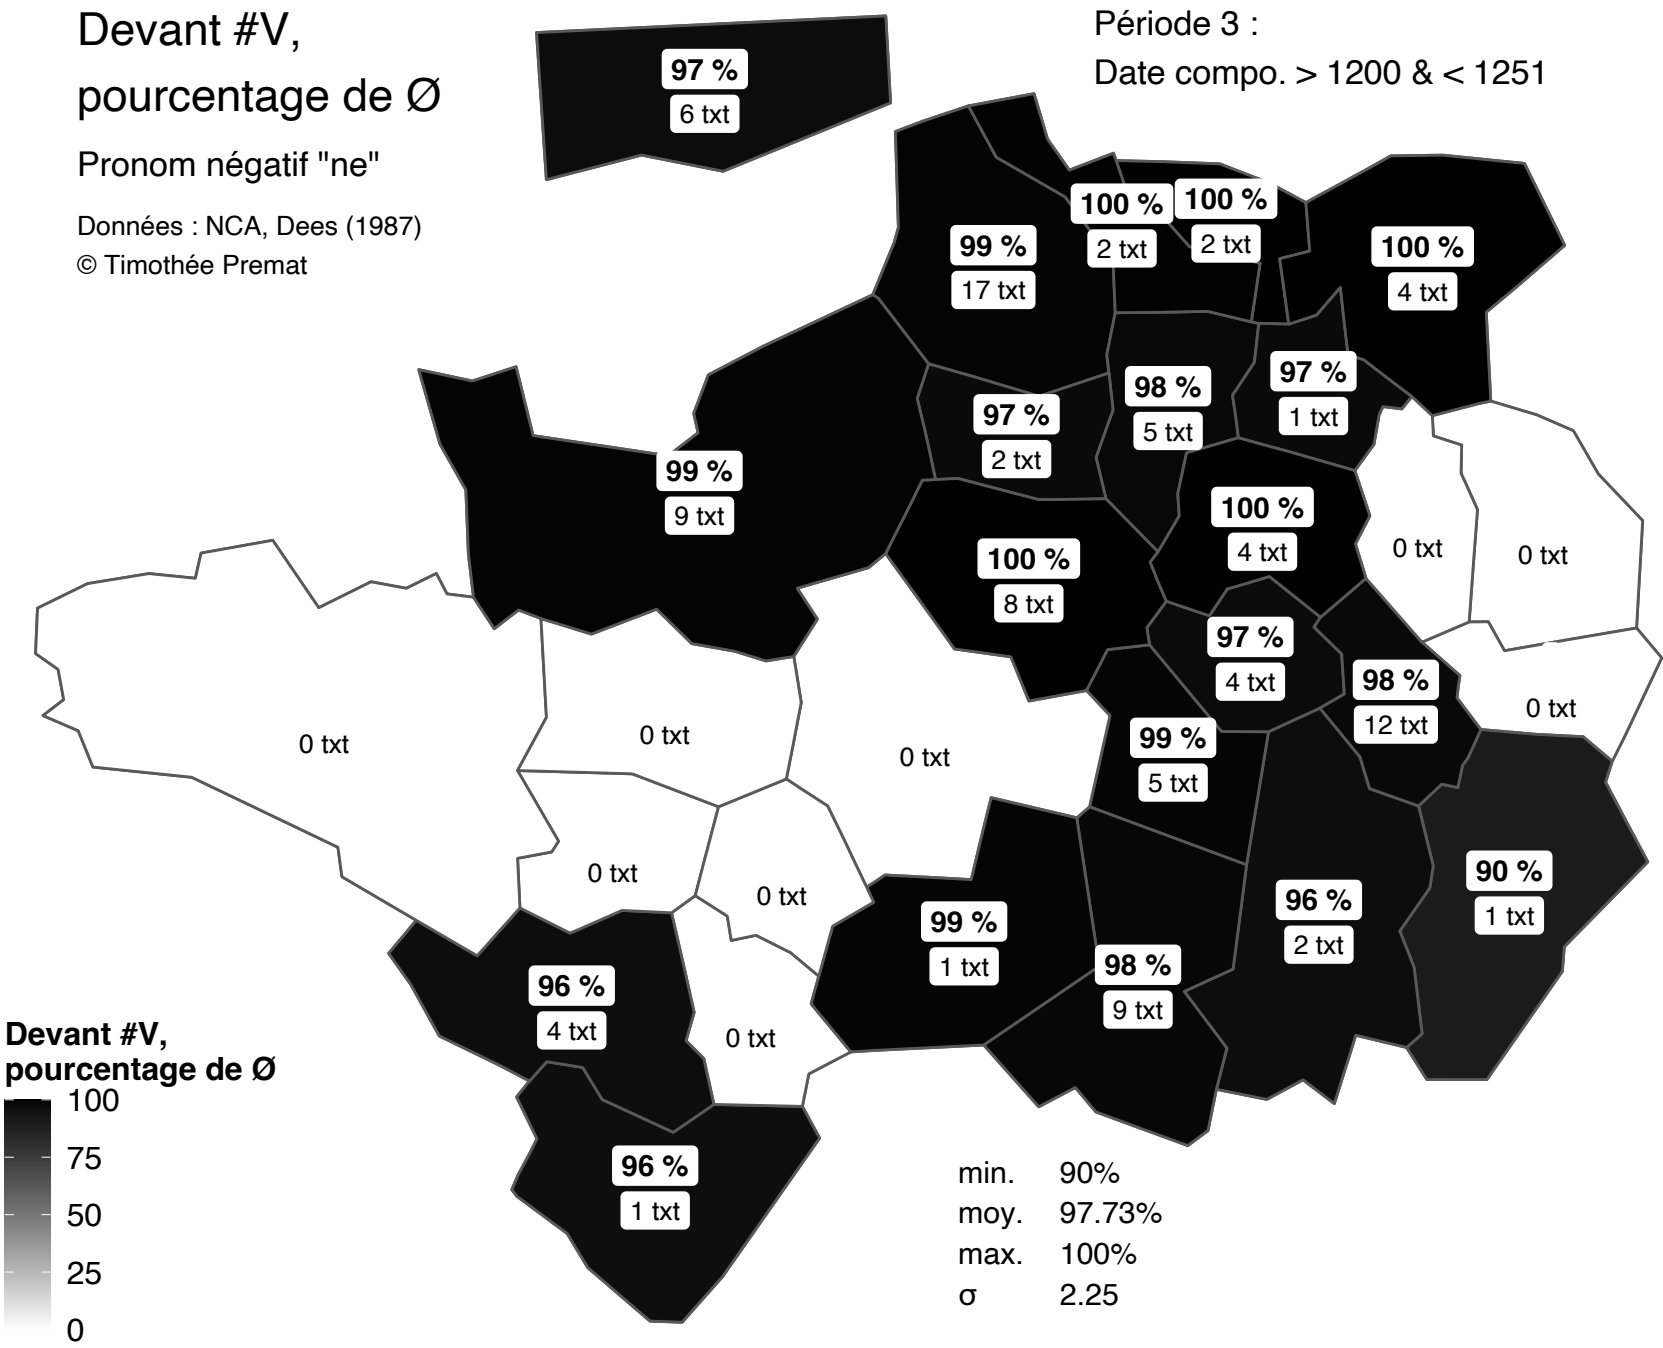 Devant #V,
pourcentage de Ø
Pronom négatif "ne"
Données : NCA, Dees (1987)
© Timothée Premat
Période 3 :
Date compo. > 1200 & < 1251
97 %
6 txt
100 %
2 txt
100 %
2 txt
99 %
17 txt
100 %
4 txt
97 %
1 txt
98 %
5 txt
97 %
2 txt
99 %
9 txt
100 %
4 txt
0 txt
0 txt
100 %
8 txt
97 %
4 txt
98 %
12 txt
0 txt
0 txt
0 txt
0 txt
99 %
5 txt
0 txt
0 txt
99 %
1 txt
96 %
2 txt
90 %
1 txt
98 %
9 txt
96 %
4 txt
0 txt
96 %
1 txt
Devant #V,
pourcentage de Ø
100
75
50
25
0
min. 90%
moy. 97.73%
max. 100%
σ 2.25